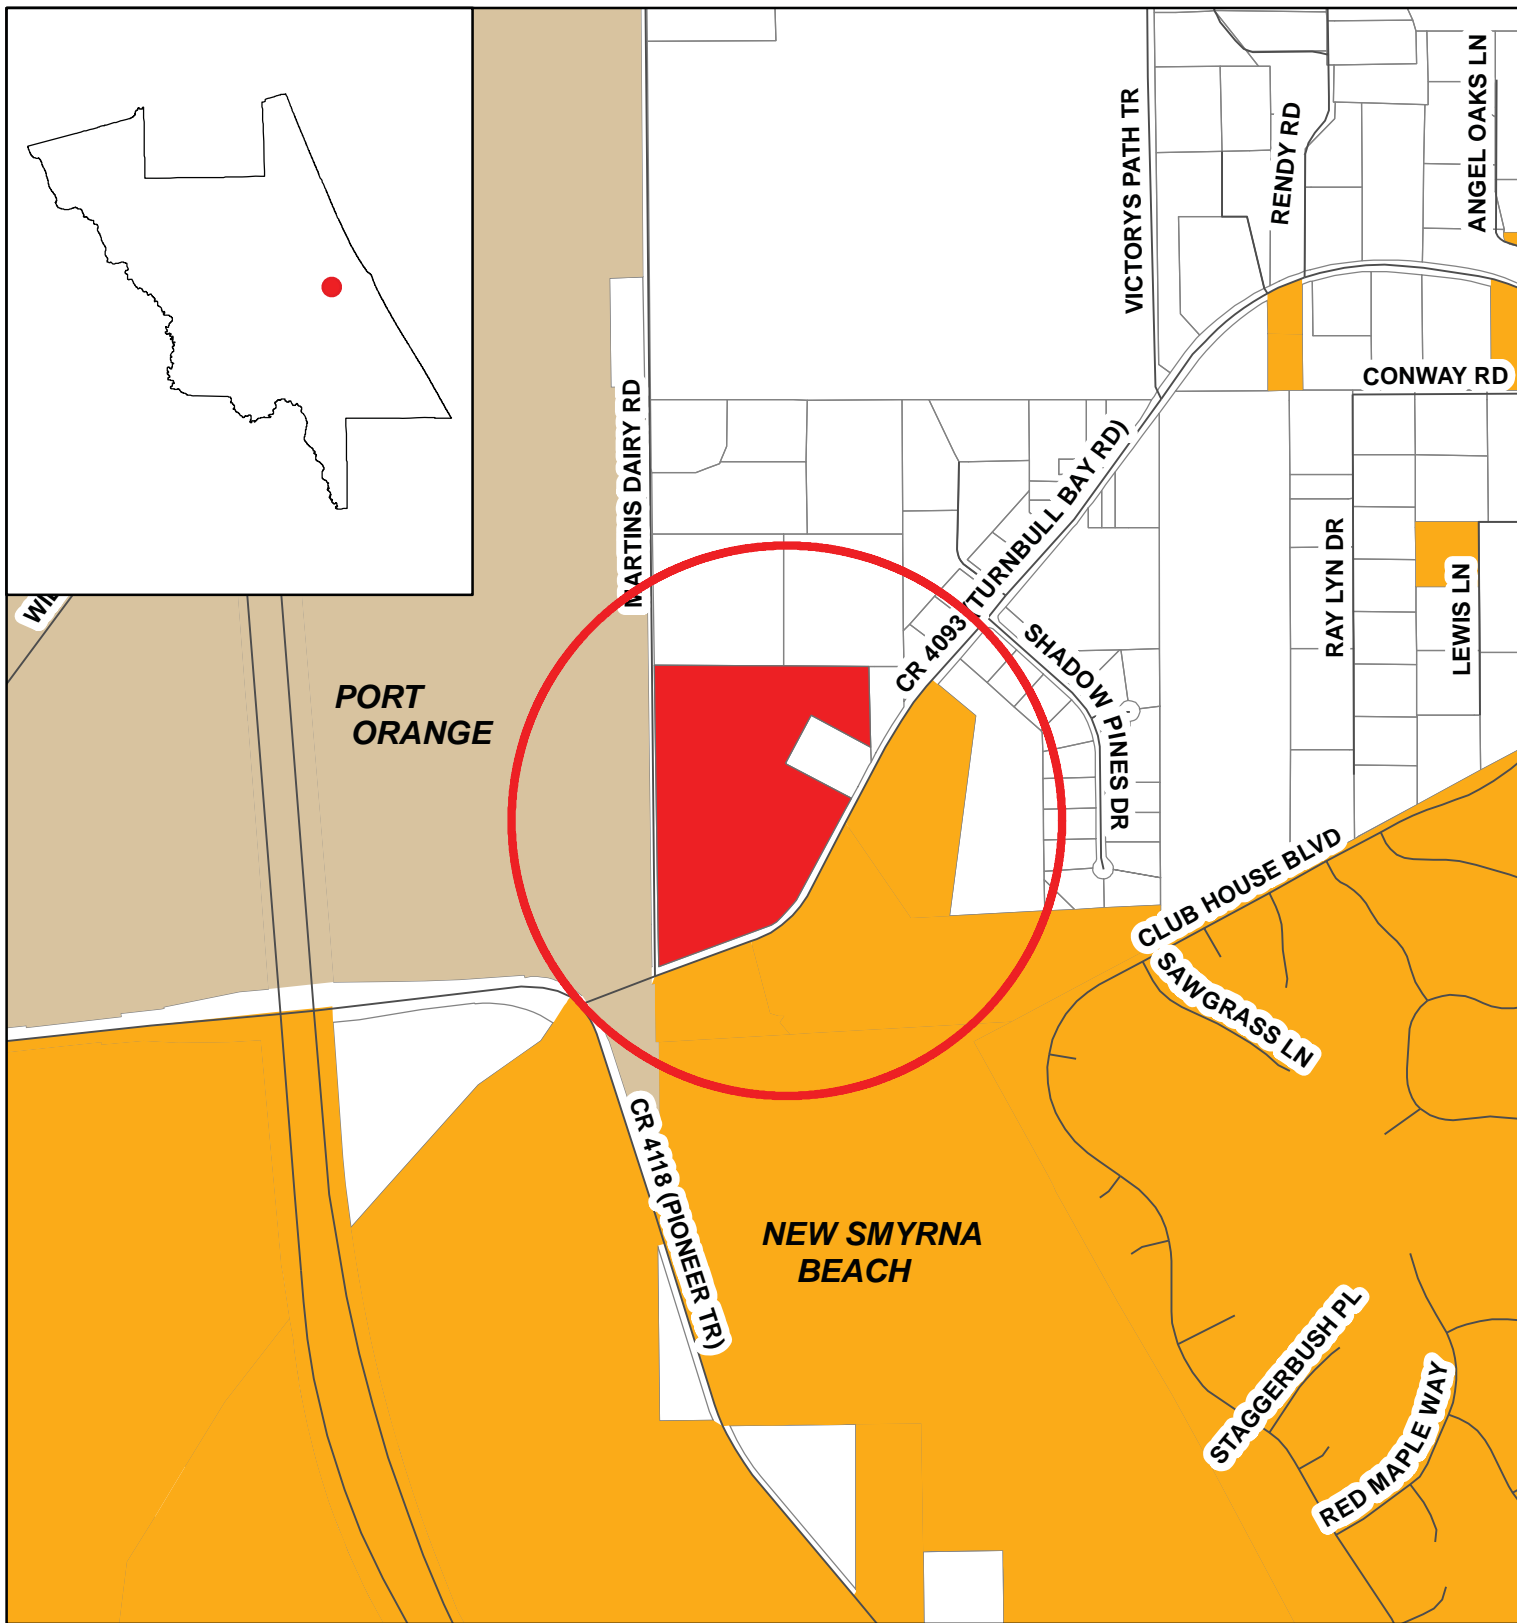 ANGEL OAKS LN
VICTORYS PATH TR
RENDY RD
CONWAY RD
MARTINS DAIRY RD
CR 4093 (TURNBULL BAY RD)
RAY LYN DR
LEWIS LN
SHADOW PINES DR
PORT
ORANGE
CLUB HOUSE BLVD
SAWGRASS LN
CR 4118 (PIONEER TR)
NEW SMYRNA
BEACH
STAGGERBUSH PL
RED MAPLE WAY